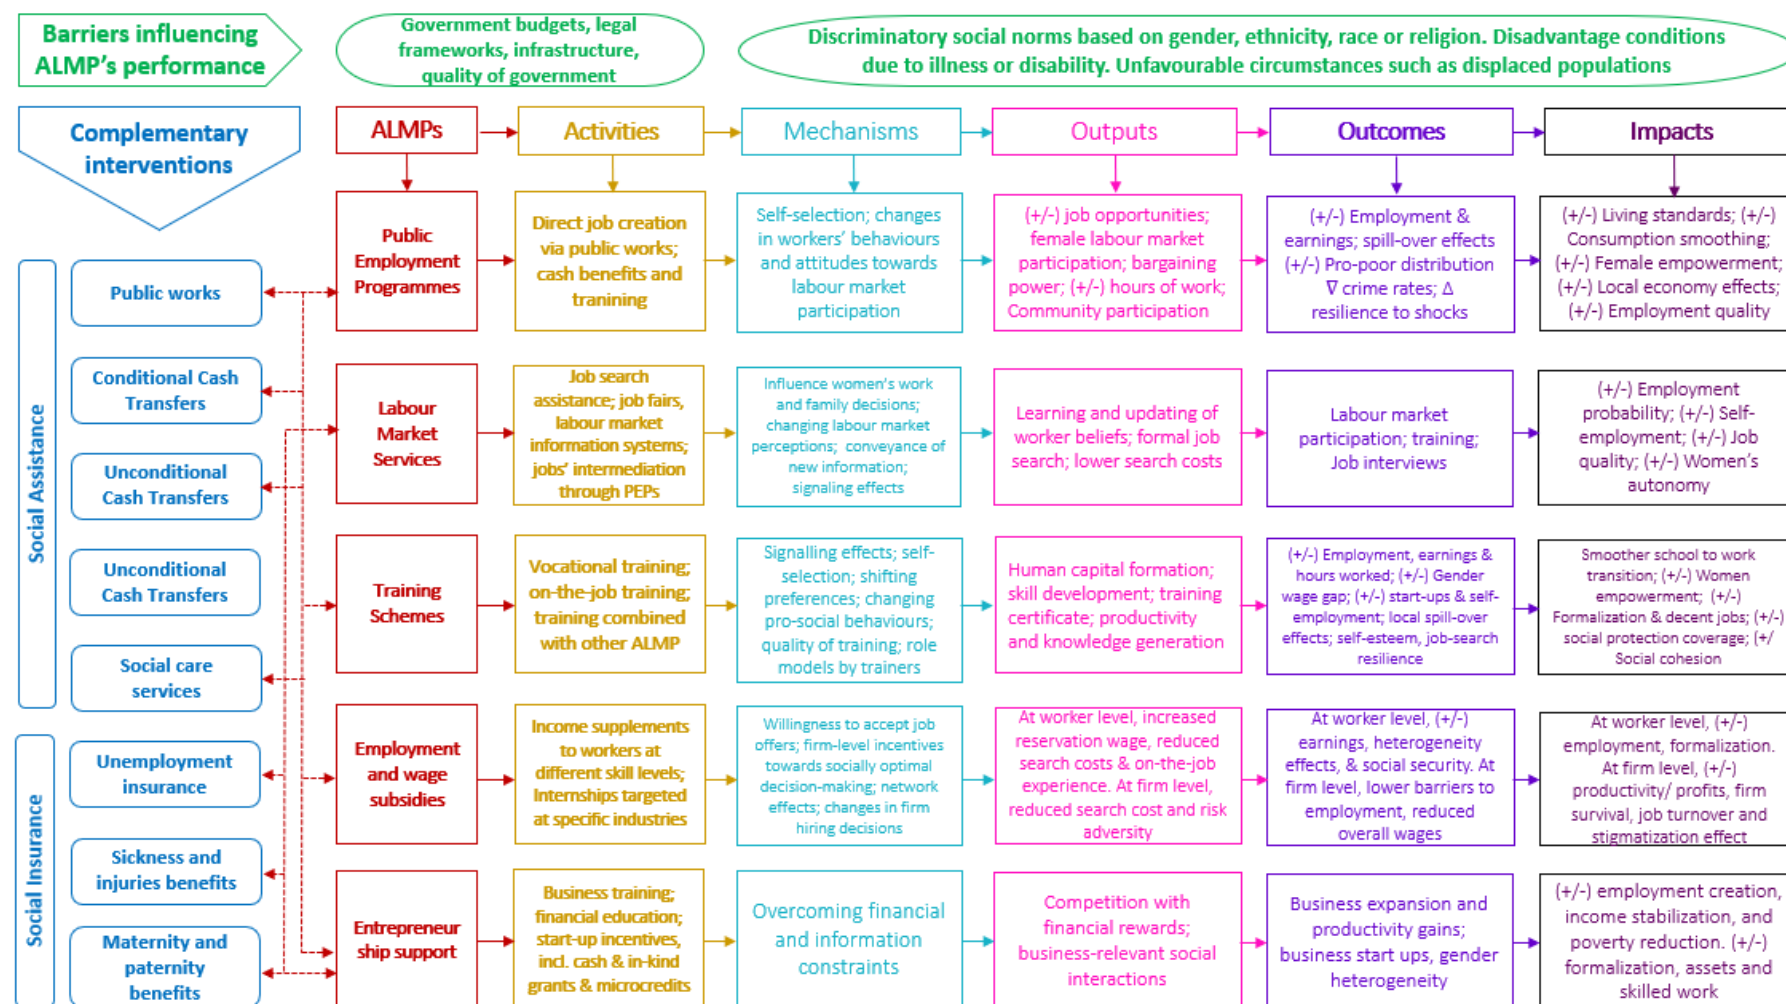 Barriers influencing
ALMP's performance
Government budgets, legal
frameworks, infrastructure,
quality of government
Discriminatory social norms based on gender, ethnicity, race or religion. Disadvantage conditions
due to illness or disability. Unfavourable circumstances such as displaced populations
Complementary
interventions
ALMPs
Activities
Mechanisms
Outputs
Outcomes
Impacts
Social Assistance
Public works
Conditional Cash
Transfers
Unconditional
Cash Transfers
Unconditional
Cash Transfers
Social care
services
Social Insurance
Unemployment
insurance
Sickness and
injuries benefits
Maternity and
paternity
benefits
Public
Employment
Programmes
Direct job creation
via public works;
cash benefits and
tranining
Self-selection; changes
in workers' behaviours
and attitudes towards
labour market
participation
(+/-) job opportunities;
female labour market
participation; bargaining
power; (+/-) hours of work;
Community participation
(+/-) Employment &
earnings; spill-over effects
(+/-) Pro-poor distribution
∇ crime rates; Δ
resilience to shocks
(+/-) Living standards; (+/-)
Consumption smoothing;
(+/-) Female empowerment;
(+/-) Local economy effects;
(+/-) Employment quality
Labour
Market
Services
Job search
assistance; job fairs,
labour market
information systems;
jobs' intermediation
through PEPs
Influence women's work
and family decisions;
changing labour market
perceptions; conveyance of
new information;
signaling effects
Learning and updating of
worker beliefs; formal job
search; lower search costs
Labour market
participation; training;
Job interviews
(+/-) Employment
probability; (+/-) Self-
employment; (+/-) Job
quality; (+/-) Women's
autonomy
Training
Schemes
Vocational training;
on-the-job training;
training combined
with other ALMP
Signalling effects; self-
selection; shifting
preferences; changing
pro-social behaviours;
quality of training; role
models by trainers
Human capital formation;
skill development; training
certificate; productivity
and knowledge generation
(+/-) Employment, earnings &
hours worked; (+/-) Gender
wage gap; (+/-) start-ups & self-
employment; local spill-over
effects; self-esteem, job-search
resilience
Smoother school to work
transition; (+/-) Women
empowerment; (+/-)
Formalization & decent jobs; (+/-)
social protection coverage; (+/
Social cohesion
Employment
and wage
subsidies
Income supplements
to workers at
different skill levels;
Internships targeted
at specific industries
Willingness to accept job
offers; firm-level incentives
towards socially optimal
decision-making; network
effects; changes in firm
hiring decisions
At worker level, increased
reservation wage, reduced
search costs & on-the-job
experience. At firm level,
reduced search cost and risk
adversity
At worker level, (+/-)
earnings, heterogeneity
effects, & social security. At
firm level, lower barriers to
employment, reduced
overall wages
At worker level, (+/-)
employment, formalization.
At firm level, (+/-)
productivity/ profits, firm
survival, job turnover and
stigmatization effect
Entrepreneur
ship support
Business training;
financial education;
start-up incentives,
incl. cash & in-kind
grants & microcredits
Overcoming financial
and information
constraints
Competition with
financial rewards;
business-relevant social
interactions
Business expansion and
productivity gains;
business start ups, gender
heterogeneity
(+/-) employment creation,
income stabilization, and
poverty reduction. (+/-)
formalization, assets and
skilled work